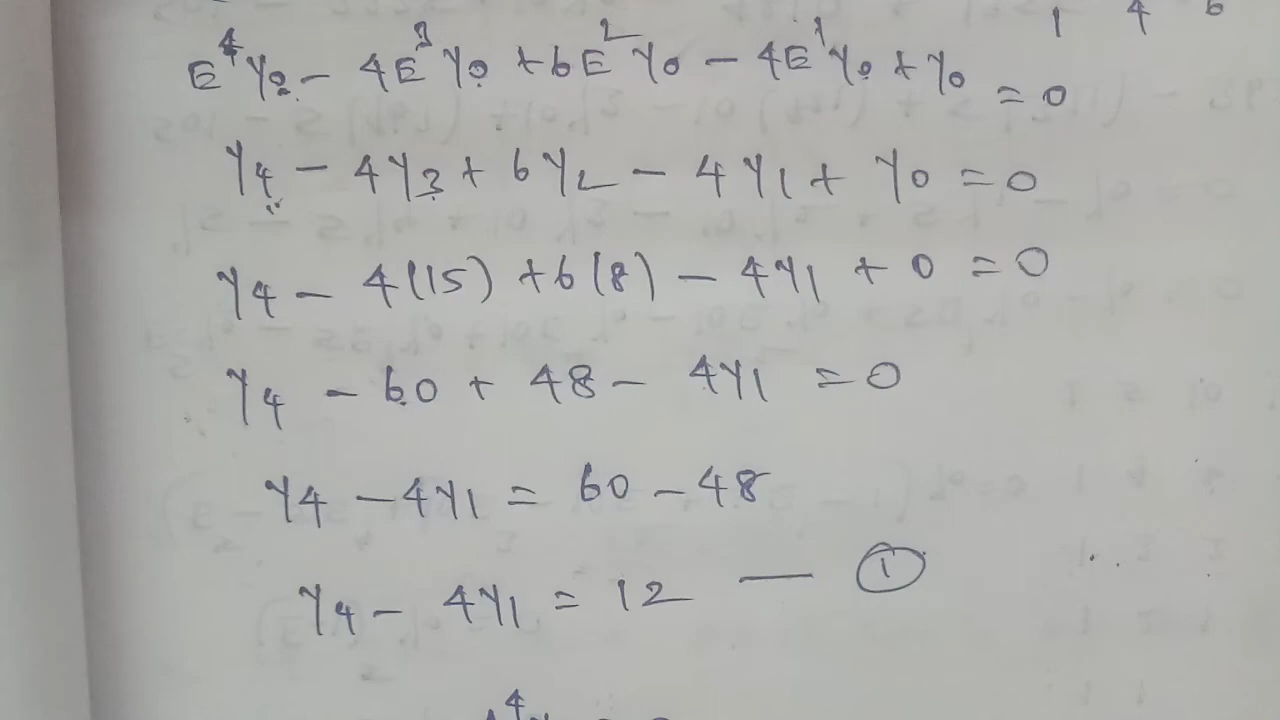 1 4 6
E⁴y₀ - 4E³y₀ + 6E²y₀ - 4E¹y₀ + y₀ = 0
y₄ - 4y₃ + 6y₂ - 4y₁ + y₀ = 0
y₄ - 4(15) + 6(8) - 4y₁ + 0 = 0
y₄ - 60 + 48 - 4y₁ = 0
y₄ - 4y₁ = 60 - 48
y₄ - 4y₁ = 12 — ①